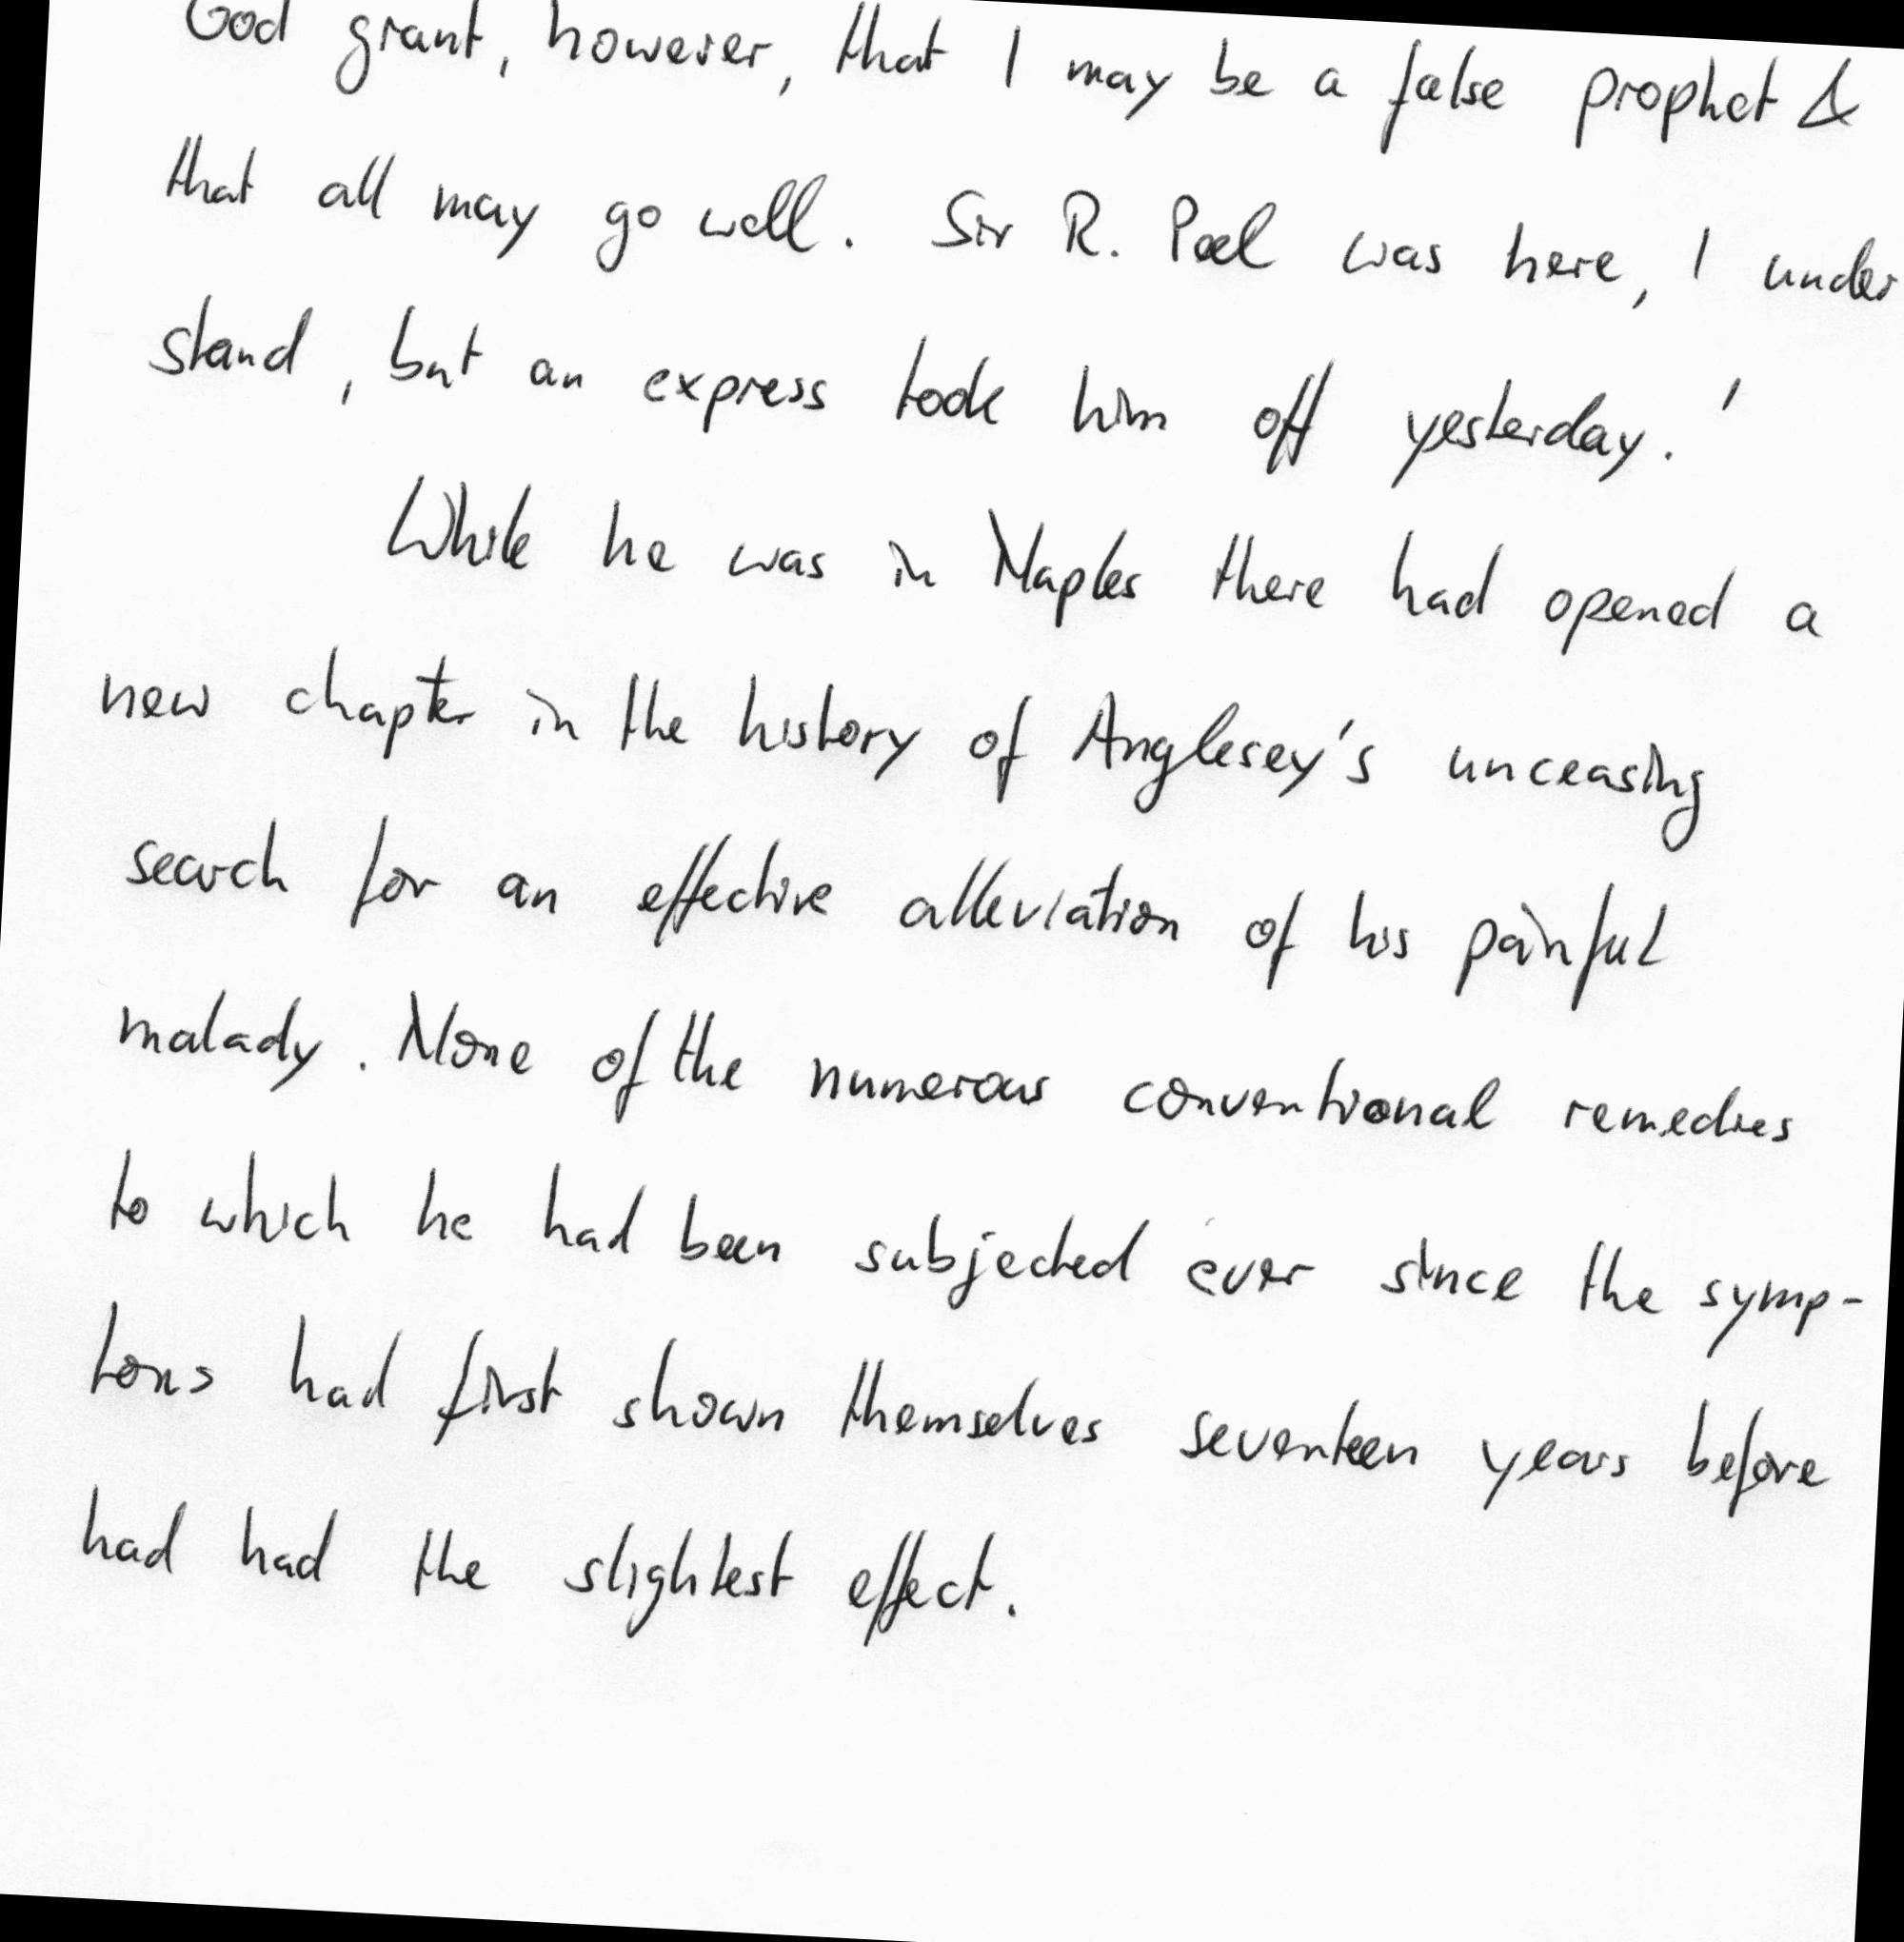 God grant, however, that I may be a false prophet &
that all may go well. Sir R. Peel was here, I under
stand, but an express took him off yesterday.'
While he was in Naples there had opened a
new chapter in the history of Anglesey's unceasing
search for an effective alleviation of his painful
malady. None of the numerous conventional remedies
to which he had been subjected ever since the symp-
toms had first shown themselves seventeen years before
had had the slightest effect.